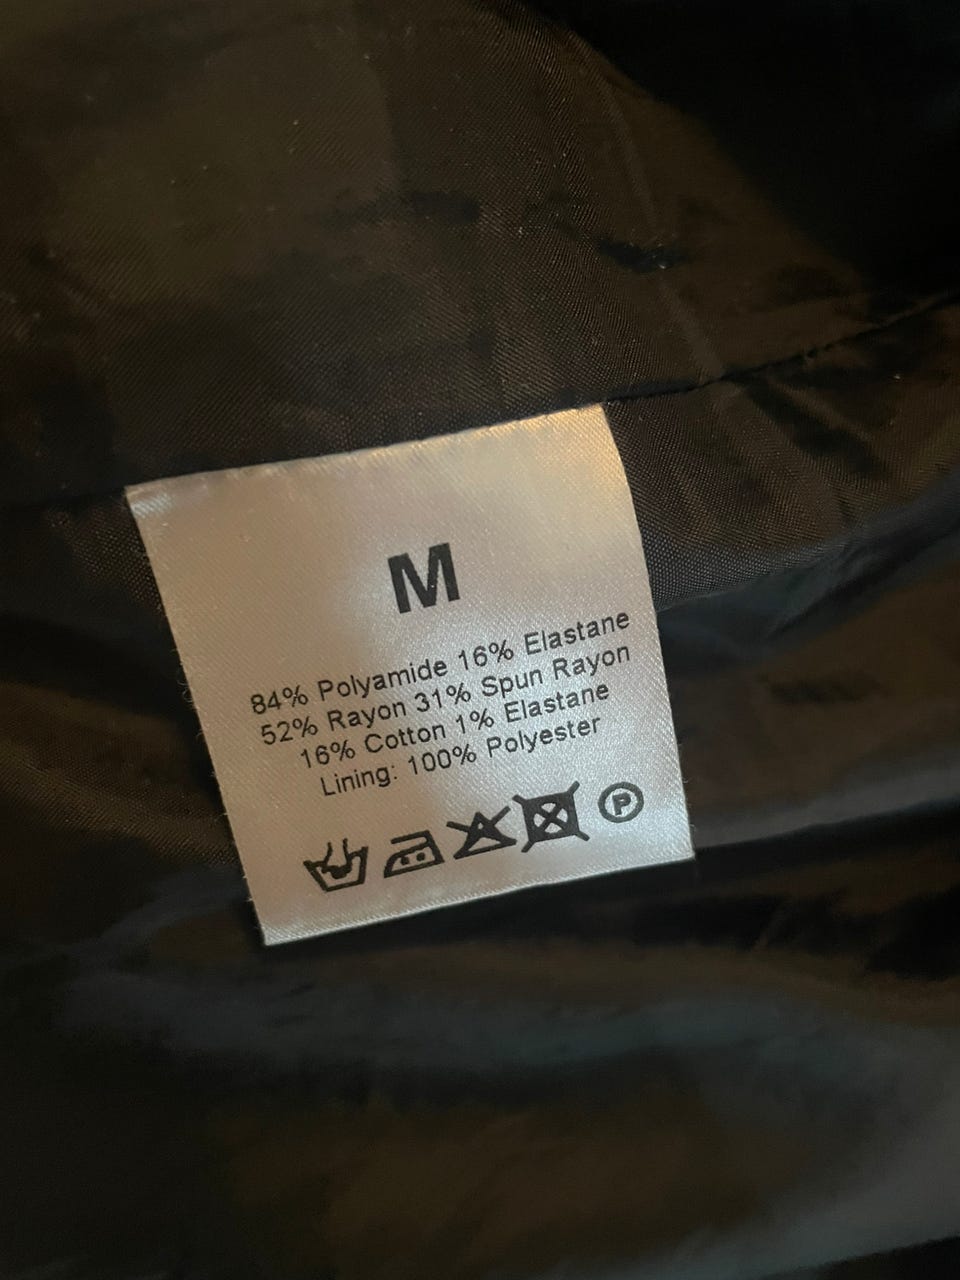 M
84% Polyamide 16% Elastane
52% Rayon 31% Spun Rayon
16% Cotton 1% Elastane
Lining: 100% Polyester
P